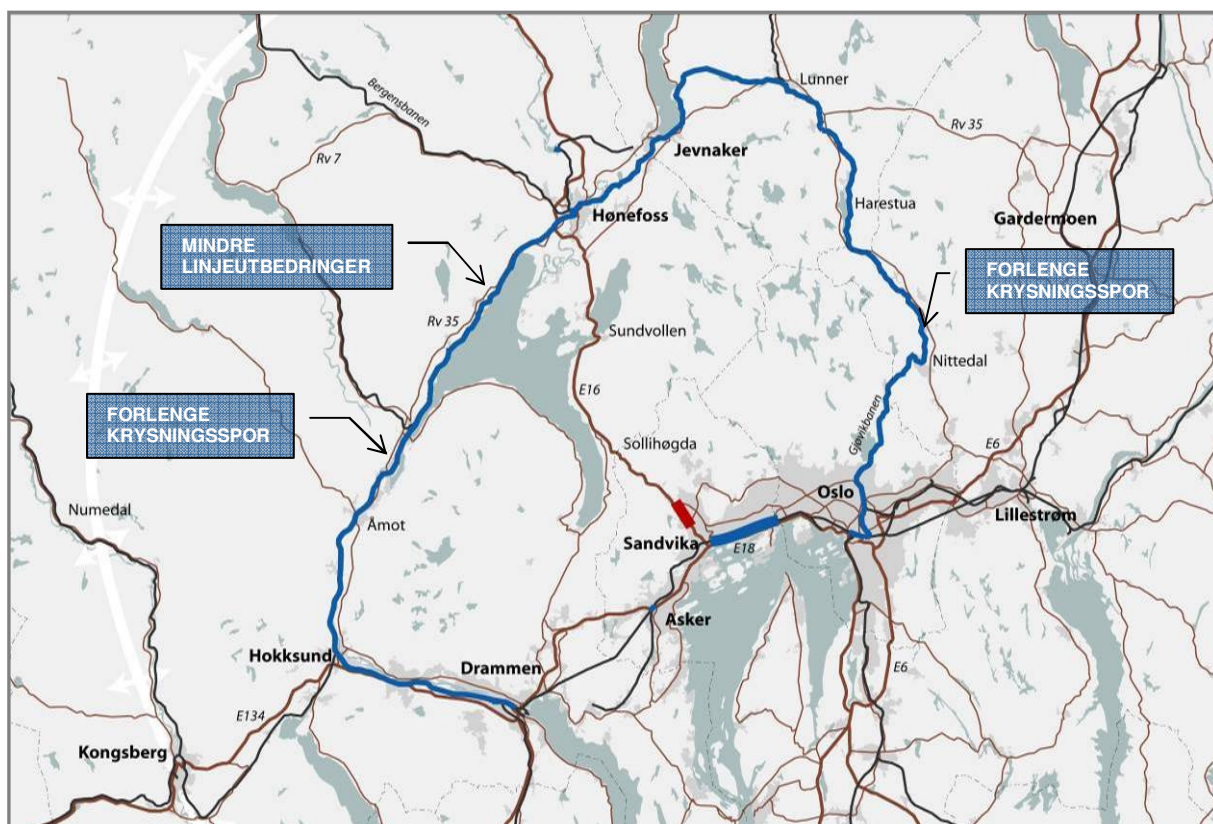 Lunner
Bergensbanen
Rv 35
Jevnaker
Rv 7
Harestua
Hønefoss
Gardermoen
MINDRE
LINJEUTBEDRINGER
FORLENGE
KRYSNINGSSPOR
Rv 35
Sundvollen
Nittedal
E16
FORLENGE
KRYSNINGSSPOR
Gjøvikbanen
Sollihøgda
E6
Oslo
Numedal
Åmot
Lillestrøm
Sandvika
E18
Asker
Hokksund
Drammen
E6
E134
Kongsberg